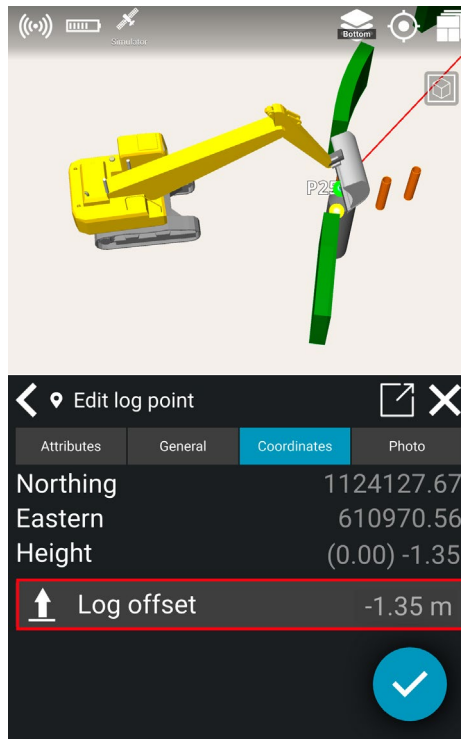 Simulator
Bottom
P25
Edit log point
Attributes General Coordinates Photo
Northing 1124127.67
Eastern 610970.56
Height (0.00) -1.35
Log offset -1.35 m